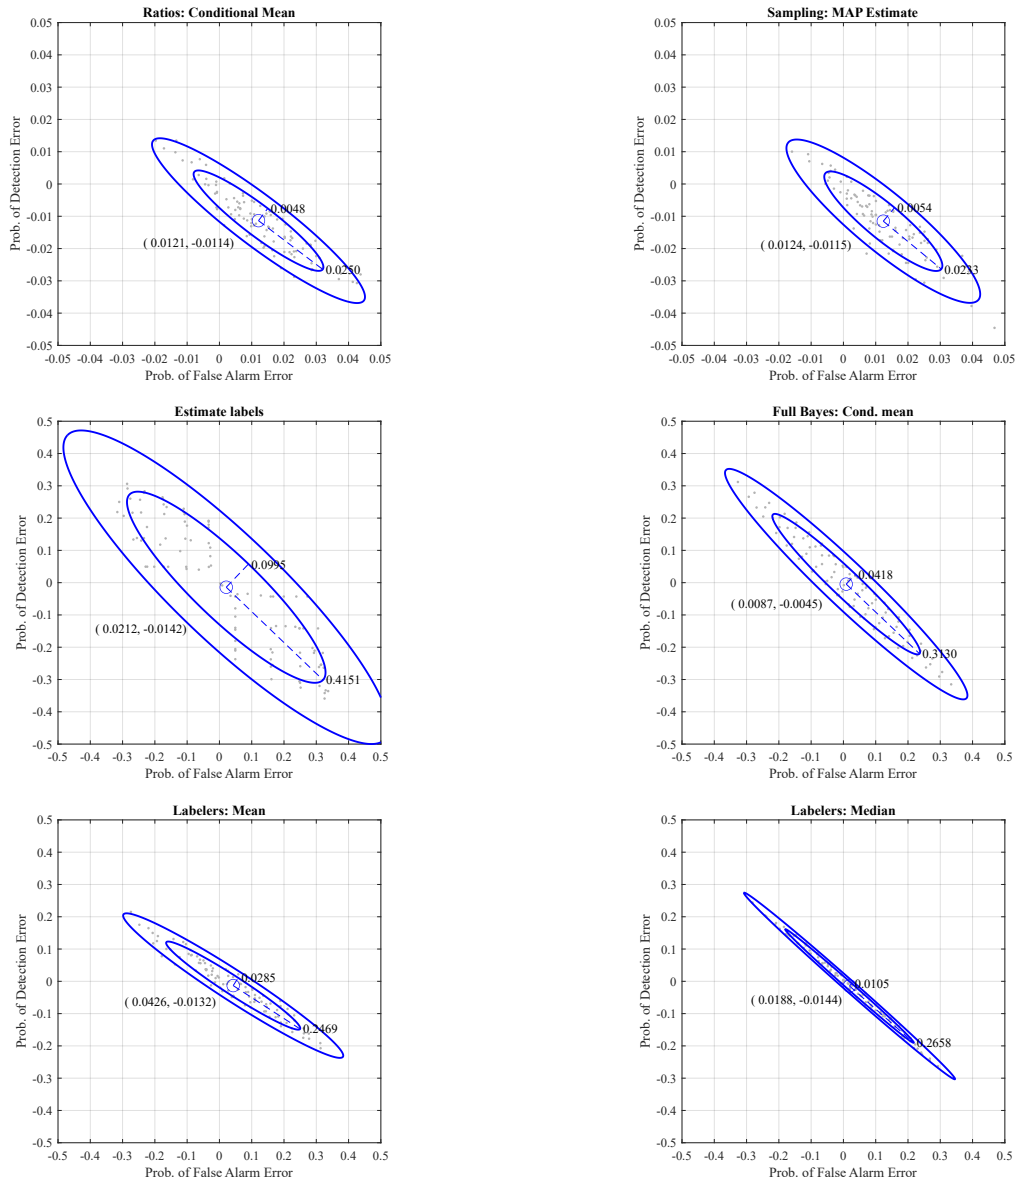 Ratios: Conditional Mean
0.05
0.04
0.03
0.02
0.01
0
-0.01
-0.02
-0.03
-0.04
-0.05
Prob. of Detection Error
0.0048
( 0.0121, -0.0114)
0.0250
-0.05 -0.04 -0.03 -0.02 -0.01 0 0.01 0.02 0.03 0.04 0.05
Prob. of False Alarm Error
Sampling: MAP Estimate
0.05
0.04
0.03
0.02
0.01
0
-0.01
-0.02
-0.03
-0.04
-0.05
Prob. of Detection Error
0.0054
( 0.0124, -0.0115)
0.0233
-0.05 -0.04 -0.03 -0.02 -0.01 0 0.01 0.02 0.03 0.04 0.05
Prob. of False Alarm Error
Estimate labels
0.5
0.4
0.3
0.2
0.1
0
-0.1
-0.2
-0.3
-0.4
-0.5
Prob. of Detection Error
0.0995
( 0.0212, -0.0142)
0.4151
-0.5 -0.4 -0.3 -0.2 -0.1 0 0.1 0.2 0.3 0.4 0.5
Prob. of False Alarm Error
Full Bayes: Cond. mean
0.5
0.4
0.3
0.2
0.1
0
-0.1
-0.2
-0.3
-0.4
-0.5
Prob. of Detection Error
0.0418
( 0.0087, -0.0045)
0.3130
-0.5 -0.4 -0.3 -0.2 -0.1 0 0.1 0.2 0.3 0.4 0.5
Prob. of False Alarm Error
Labelers: Mean
0.5
0.4
0.3
0.2
0.1
0
-0.1
-0.2
-0.3
-0.4
-0.5
Prob. of Detection Error
0.0285
( 0.0426, -0.0132)
0.2469
-0.5 -0.4 -0.3 -0.2 -0.1 0 0.1 0.2 0.3 0.4 0.5
Prob. of False Alarm Error
Labelers: Median
0.5
0.4
0.3
0.2
0.1
0
-0.1
-0.2
-0.3
-0.4
-0.5
Prob. of Detection Error
0.0105
( 0.0188, -0.0144)
0.2658
-0.5 -0.4 -0.3 -0.2 -0.1 0 0.1 0.2 0.3 0.4 0.5
Prob. of False Alarm Error